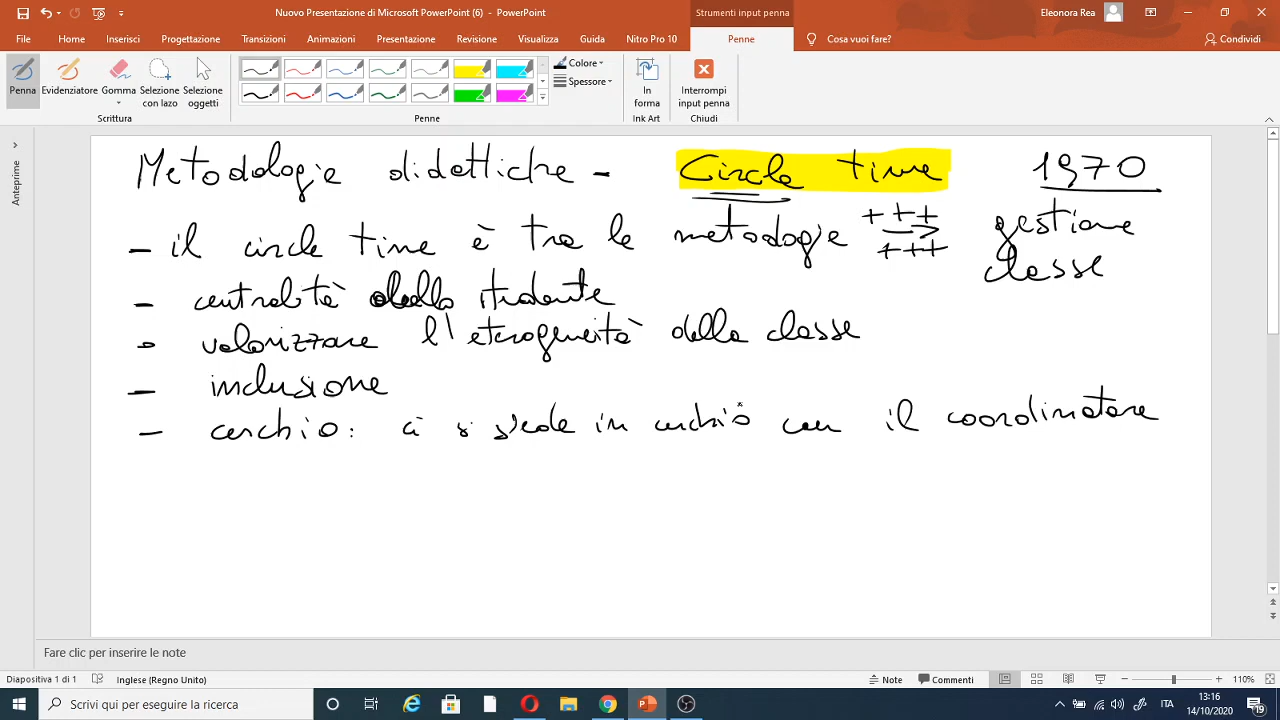 Nuovo Presentazione di Microsoft PowerPoint (6) - PowerPoint
Strumenti input penna
Eleonora Rea
File Home Inserisci Progettazione Transizioni Animazioni Presentazione Revisione Visualizza Guida Nitro Pro 10 Penne Cosa vuoi fare? Condividi
Penna Evidenziatore Gomma Selezione con lazo Selezione oggetti
Colore
Spessore
In forma
Interrompi input penna
Scrittura Penne Ink Art Chiudi
Anteprime
Metodologie didattiche - Circle time 1970
- il circle time è tra le metodogie +++ → +++ gestione classe
- centralità dello studente
- valorizzare l'eterogeneità della classe
- inclusione
- cerchio: ci si siede in cerchio con il coordinatore
Fare clic per inserire le note
Diapositiva 1 di 1 Inglese (Regno Unito) Note Commenti 110%
Scrivi qui per eseguire la ricerca
ITA 13:16
14/10/2020
19